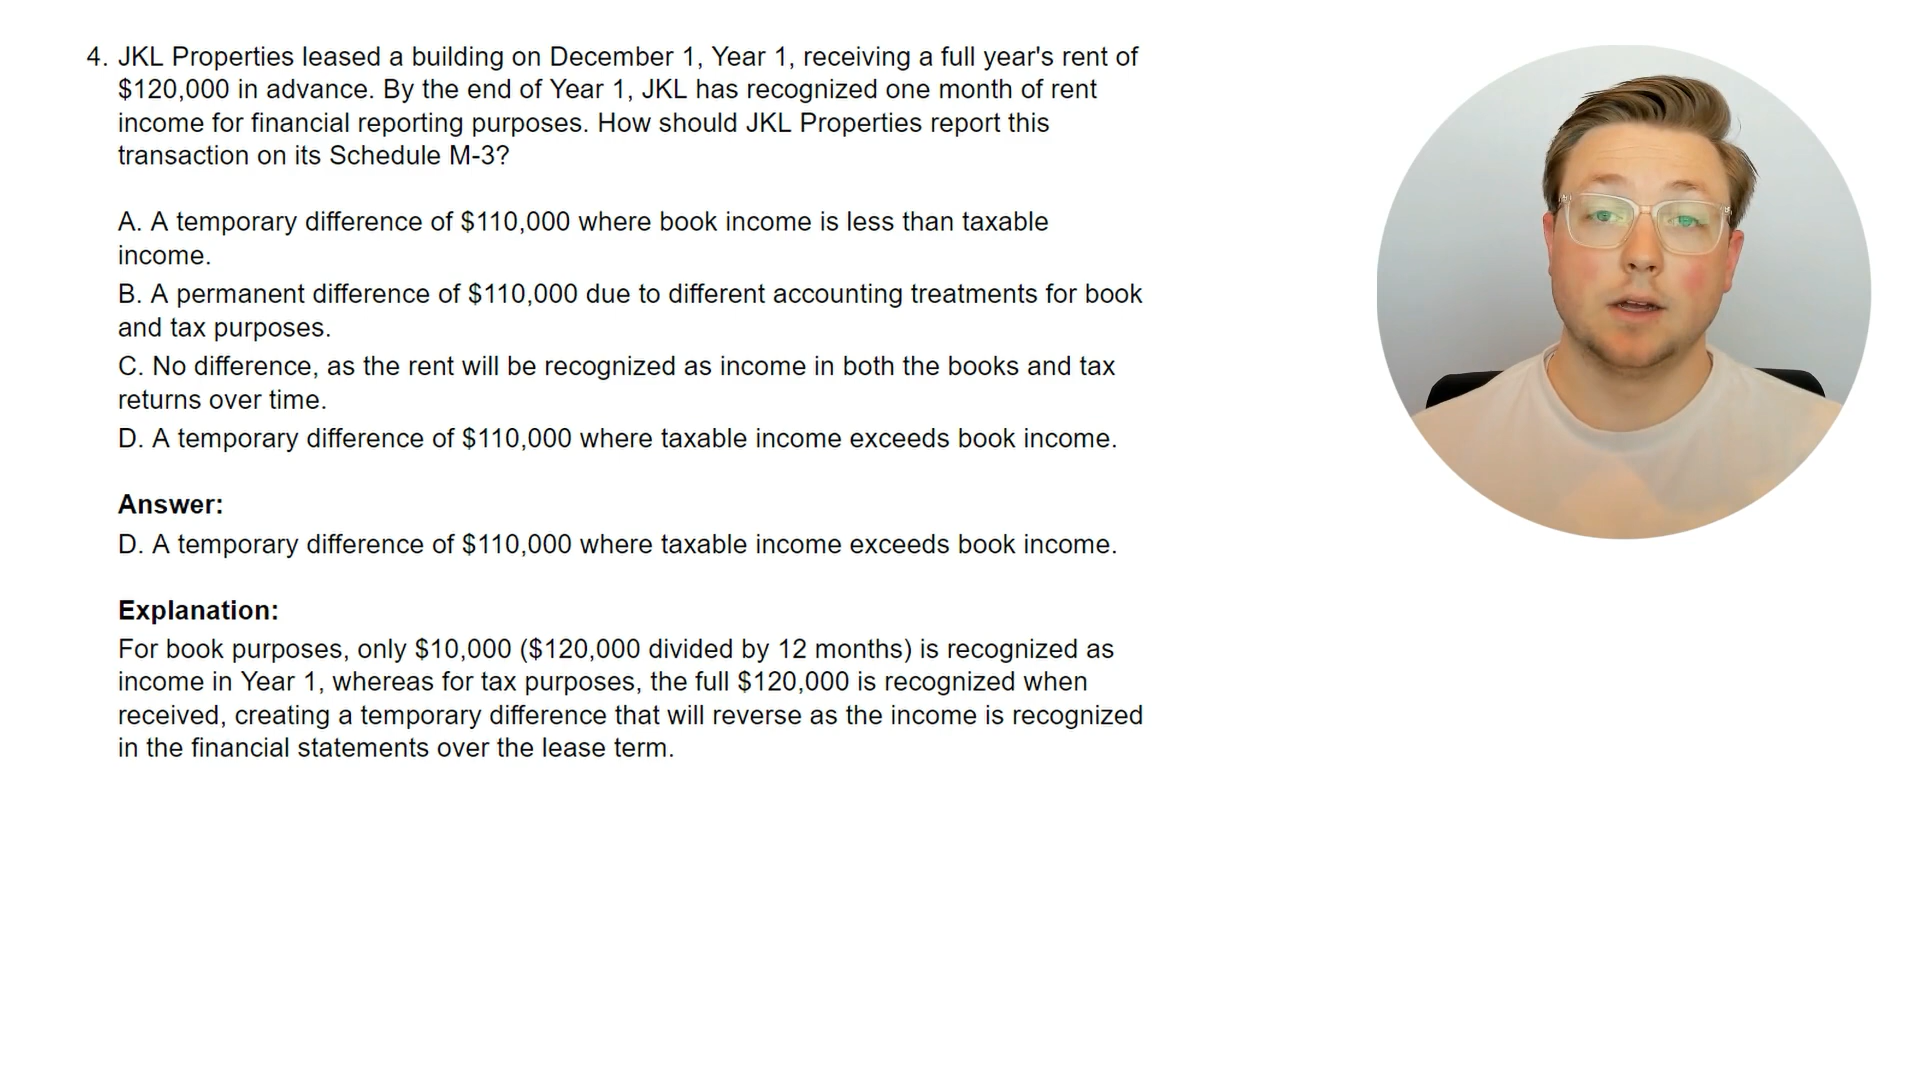 4. JKL Properties leased a building on December 1, Year 1, receiving a full year's rent of
$120,000 in advance. By the end of Year 1, JKL has recognized one month of rent
income for financial reporting purposes. How should JKL Properties report this
transaction on its Schedule M-3?
A. A temporary difference of $110,000 where book income is less than taxable
income.
B. A permanent difference of $110,000 due to different accounting treatments for book
and tax purposes.
C. No difference, as the rent will be recognized as income in both the books and tax
returns over time.
D. A temporary difference of $110,000 where taxable income exceeds book income.
Answer:
D. A temporary difference of $110,000 where taxable income exceeds book income.
Explanation:
For book purposes, only $10,000 ($120,000 divided by 12 months) is recognized as
income in Year 1, whereas for tax purposes, the full $120,000 is recognized when
received, creating a temporary difference that will reverse as the income is recognized
in the financial statements over the lease term.